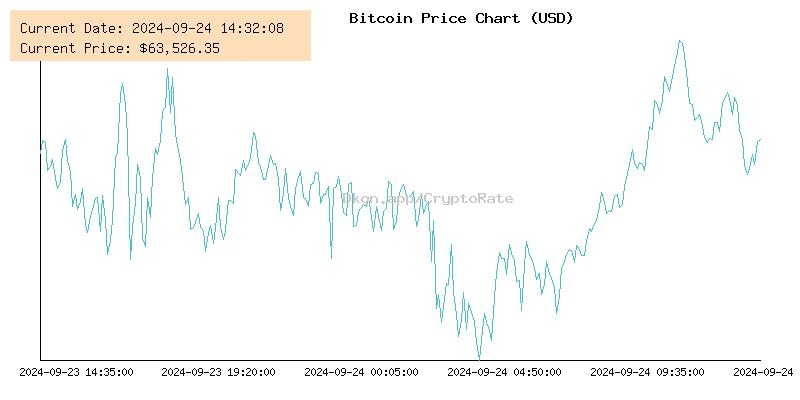 Bitcoin Price Chart (USD)
Current Date: 2024-09-24 14:32:08
Current Price: $63,526.35
Dkon.app/CryptoRate
2024-09-23 14:35:00 2024-09-23 19:20:00 2024-09-24 00:05:00 2024-09-24 04:50:00 2024-09-24 09:35:00 2024-09-24